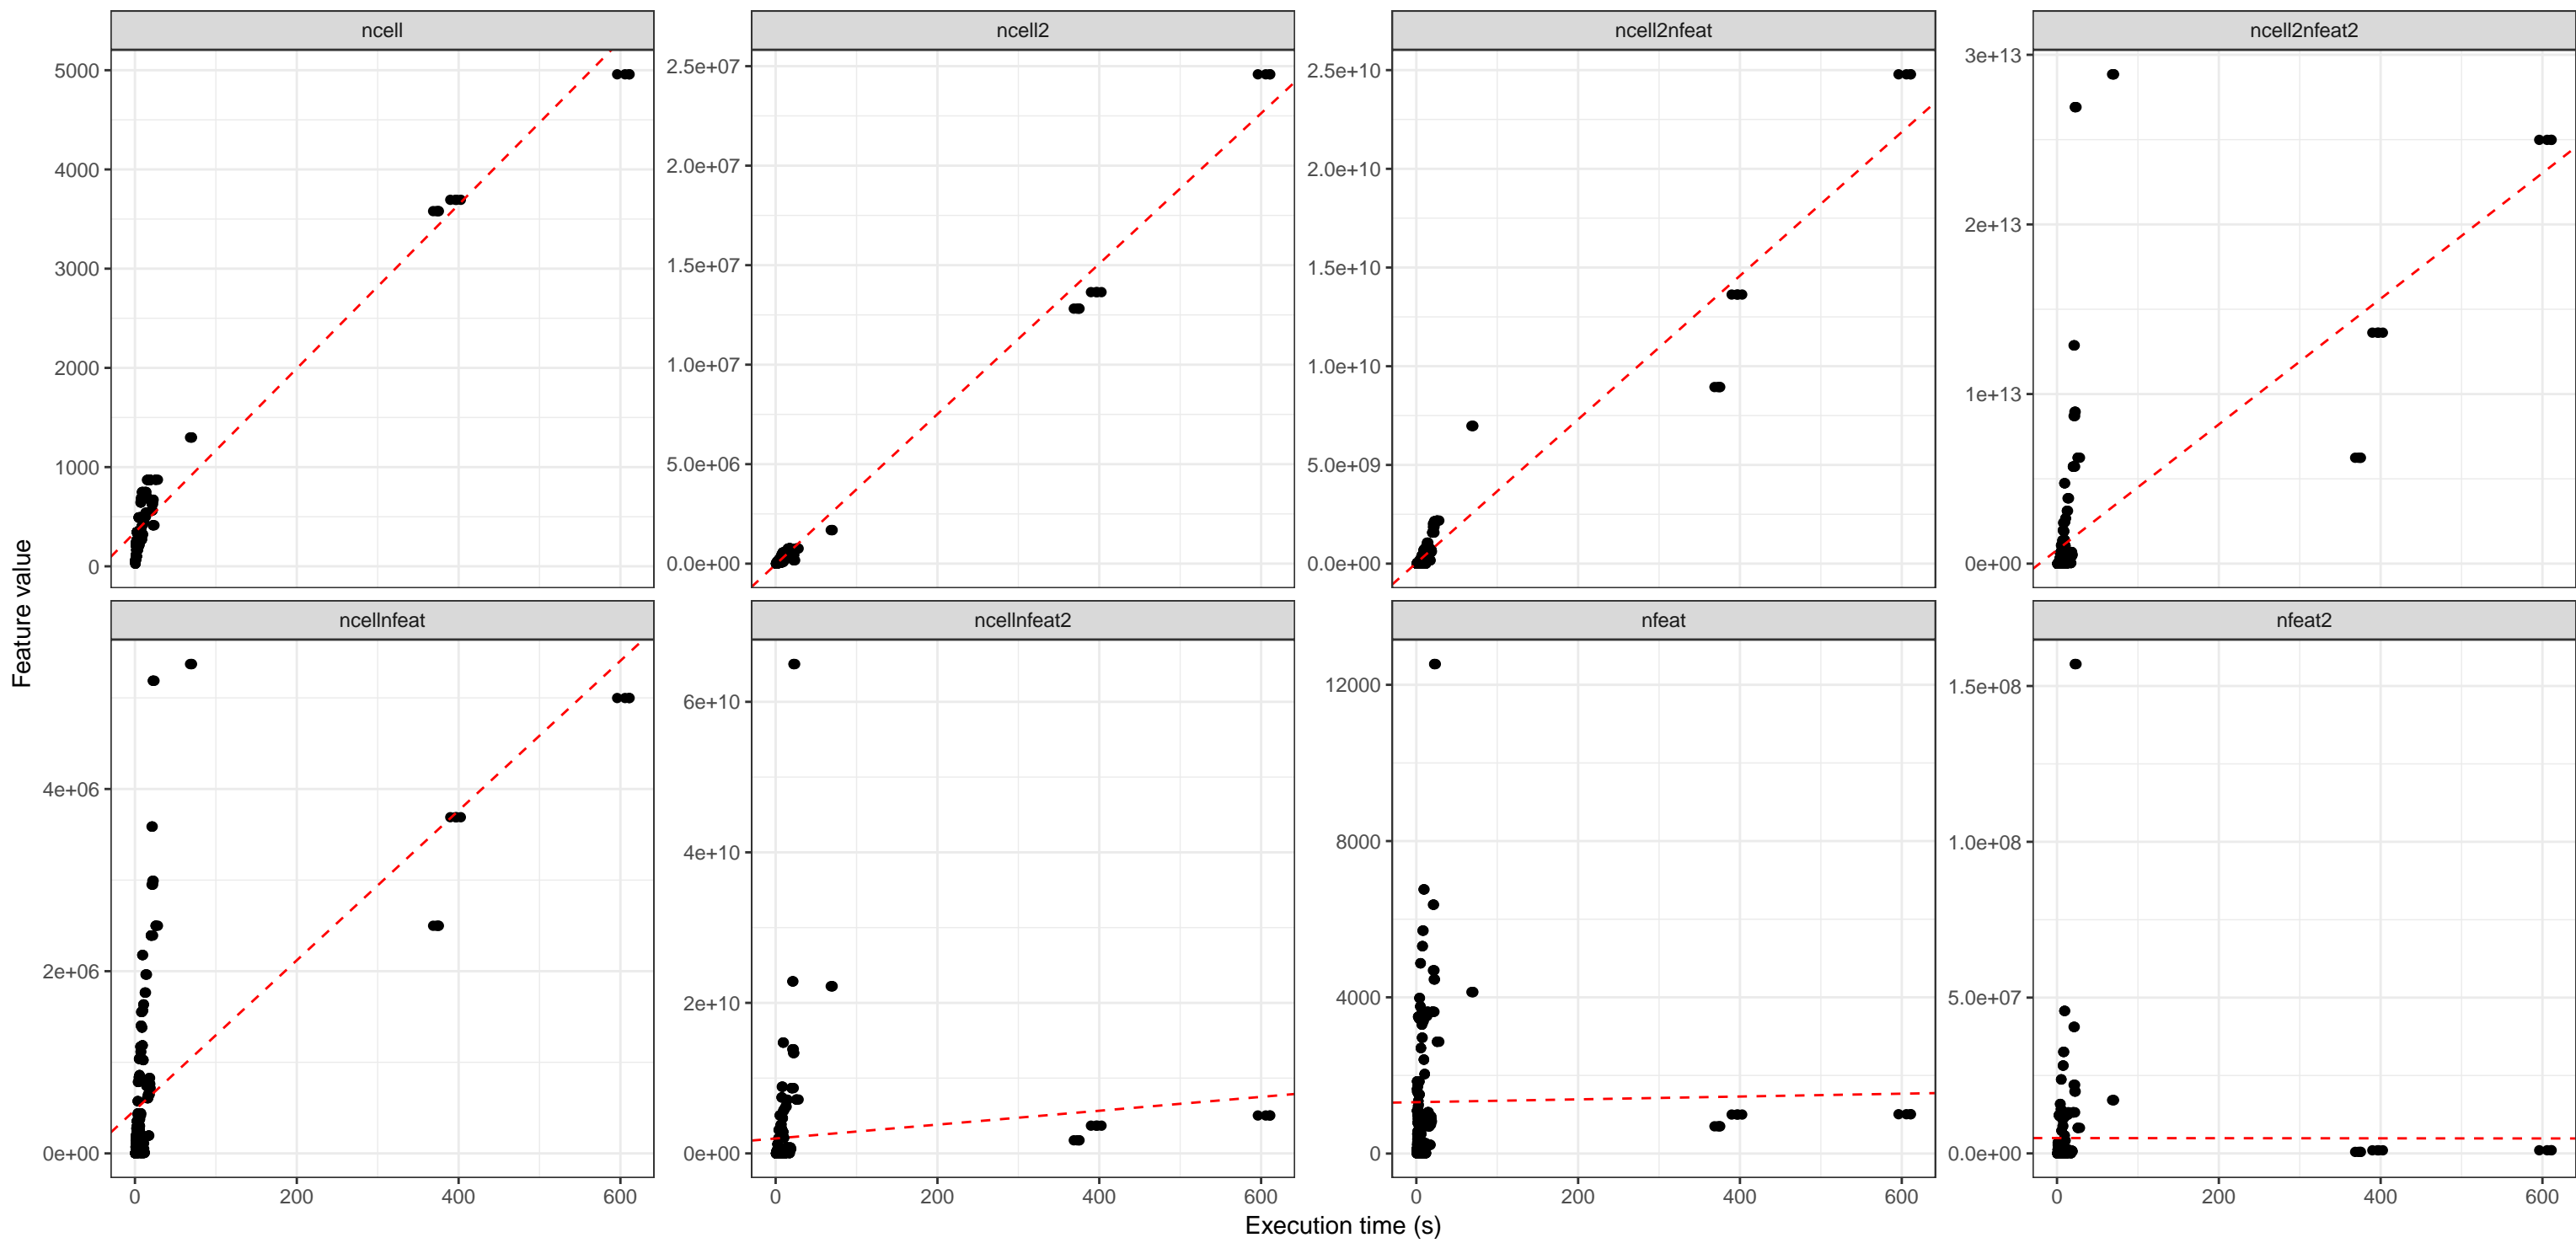 ncell
ncell2
ncell2nfeat
ncell2nfeat2
5000
4000
3000
2000
1000
0
2.5e+07
2.0e+07
1.5e+07
1.0e+07
5.0e+06
0.0e+00
2.5e+10
2.0e+10
1.5e+10
1.0e+10
5.0e+09
0.0e+00
3e+13
2e+13
1e+13
0e+00
Feature value
ncellnfeat
ncellnfeat2
nfeat
nfeat2
4e+06
2e+06
0e+00
6e+10
4e+10
2e+10
0e+00
12000
8000
4000
0
1.5e+08
1.0e+08
5.0e+07
0.0e+00
0 200 400 600
0 200 400 600
0 200 400 600
0 200 400 600
Execution time (s)